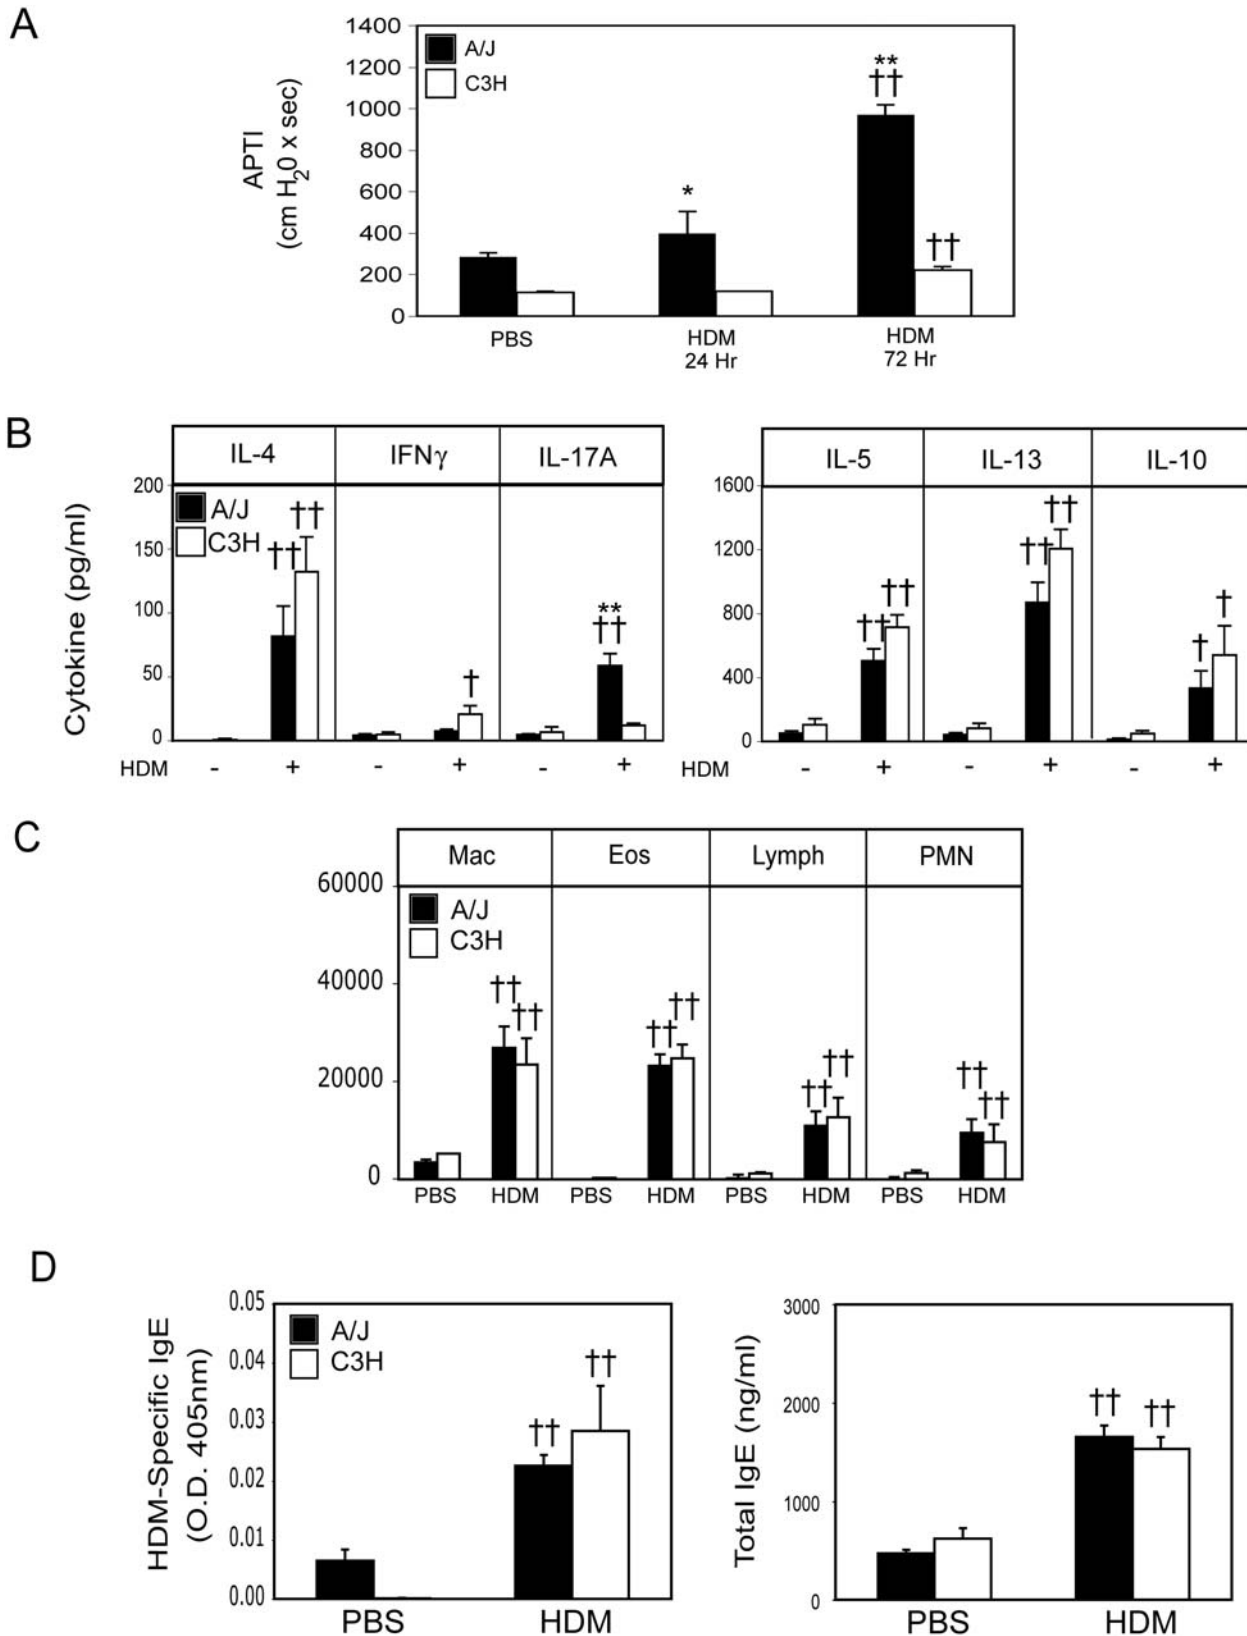 A
1400
1200
1000
800
600
400
200
0
APTI
(cm H20 x sec)
A/J
C3H
*
**
††
††
PBS
HDM
24 Hr
HDM
72 Hr
B
IL-4
IFNγ
IL-17A
Cytokine (pg/ml)
200
150
100
50
0
A/J
C3H
††
††
†
**
††
HDM - + - + - +
IL-5
IL-13
IL-10
1600
1200
800
400
0
††
††
††
††
†
†
HDM - + - + - +
C
Mac
Eos
Lymph
PMN
60000
40000
20000
0
A/J
C3H
††
††
††
††
††
††
††
††
PBS HDM PBS HDM PBS HDM PBS HDM
D
HDM-Specific IgE
(O.D. 405nm)
0.05
0.04
0.03
0.02
0.01
0.00
A/J
C3H
††
††
PBS HDM
Total IgE (ng/ml)
3000
2000
1000
0
††
††
PBS HDM